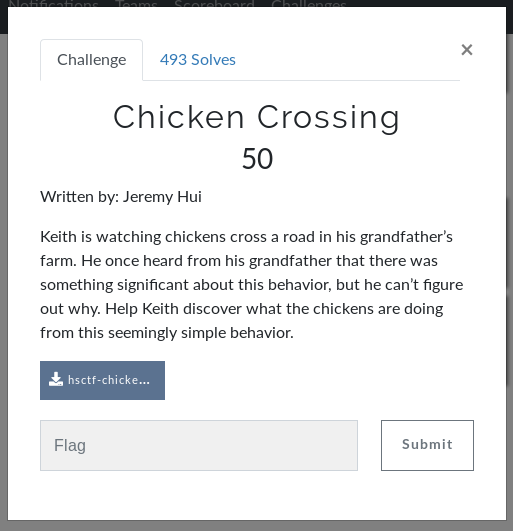 Notifications Teams Scoreboard Challenges
Challenge 493 Solves ×
Chicken Crossing
50
Written by: Jeremy Hui
Keith is watching chickens cross a road in his grandfather’s
farm. He once heard from his grandfather that there was
something significant about this behavior, but he can’t figure
out why. Help Keith discover what the chickens are doing
from this seemingly simple behavior.
hsctf-chicke...
Flag
Submit